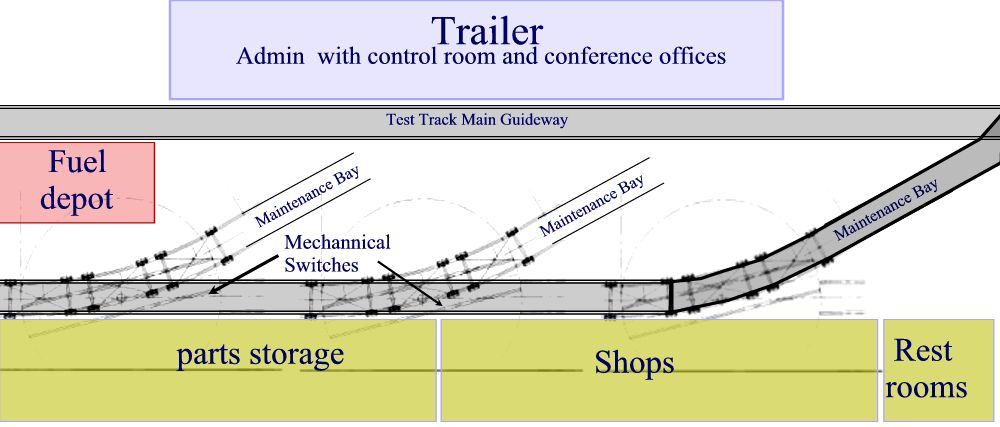 Trailer
Admin with control room and conference offices
Test Track Main Guideway
Fuel
depot
Maintenance Bay
Maintenance Bay
Maintenance Bay
Mechannical
Switches
parts storage
Shops
Rest
rooms